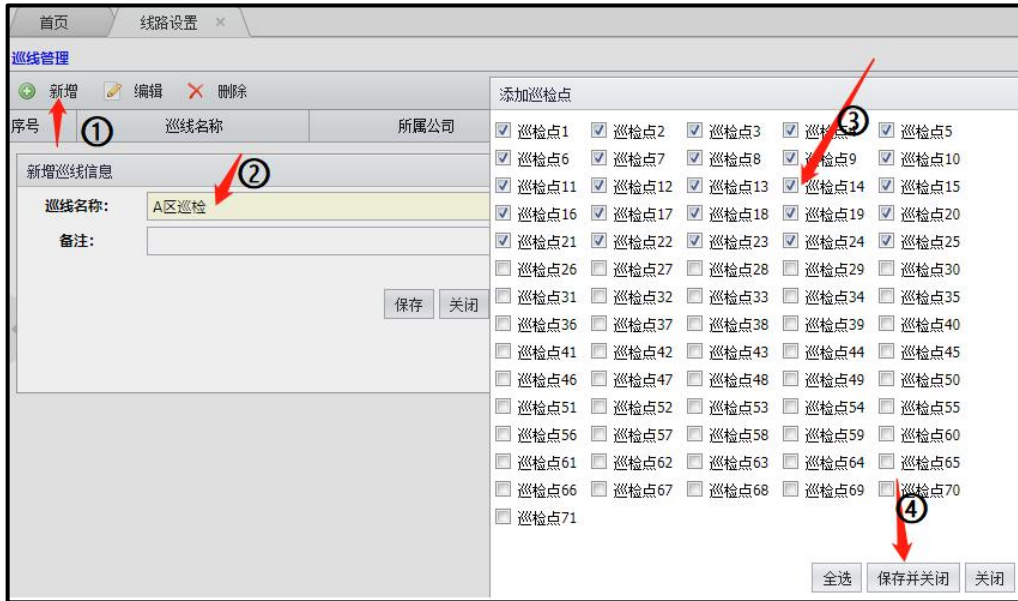 首页 线路设置 ×
巡线管理
新增 编辑 删除
序号 巡线名称 所属公司
①
新增巡线信息
②
巡线名称: A区巡检
备注:
保存 关闭
添加巡检点
巡检点1 巡检点2 巡检点3 巡检点4 巡检点5
③
巡检点6 巡检点7 巡检点8 巡检点9 巡检点10
巡检点11 巡检点12 巡检点13 巡检点14 巡检点15
巡检点16 巡检点17 巡检点18 巡检点19 巡检点20
巡检点21 巡检点22 巡检点23 巡检点24 巡检点25
巡检点26 巡检点27 巡检点28 巡检点29 巡检点30
巡检点31 巡检点32 巡检点33 巡检点34 巡检点35
巡检点36 巡检点37 巡检点38 巡检点39 巡检点40
巡检点41 巡检点42 巡检点43 巡检点44 巡检点45
巡检点46 巡检点47 巡检点48 巡检点49 巡检点50
巡检点51 巡检点52 巡检点53 巡检点54 巡检点55
巡检点56 巡检点57 巡检点58 巡检点59 巡检点60
巡检点61 巡检点62 巡检点63 巡检点64 巡检点65
巡检点66 巡检点67 巡检点68 巡检点69 巡检点70
巡检点71
④
全选 保存并关闭 关闭